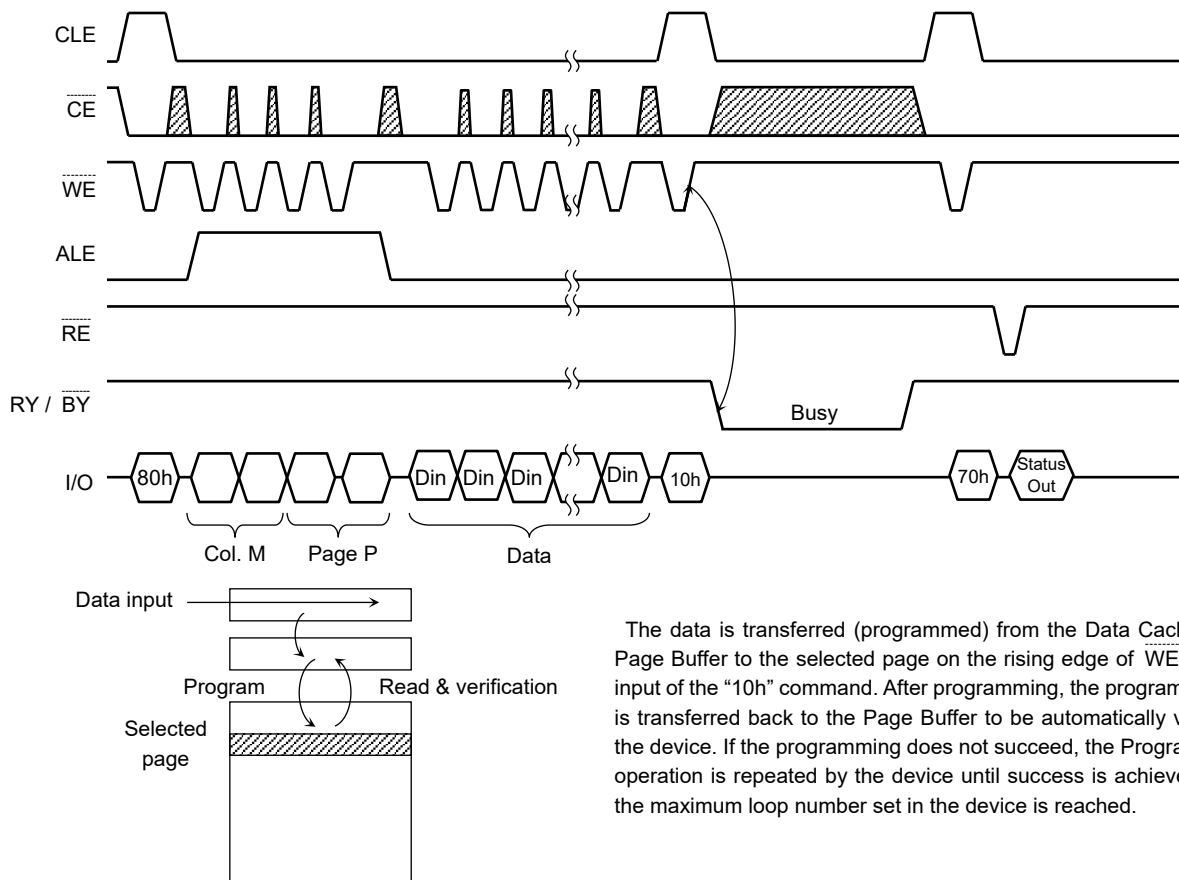 CLE
CE
WE
ALE
RE
RY / BY
Busy
I/O
80h
Din
Din
Din
Din
10h
70h
Status
Out
Col. M
Page P
Data
Data input
Program
Read & verification
Selected
page
The data is transferred (programmed) from the Data
Page Buffer to the selected page on the rising edge of WE
input of the “10h” command. After programming, the
is transferred back to the Page Buffer to be automatically
the device. If the programming does not succeed, the
operation is repeated by the device until success is
the maximum loop number set in the device is reached.